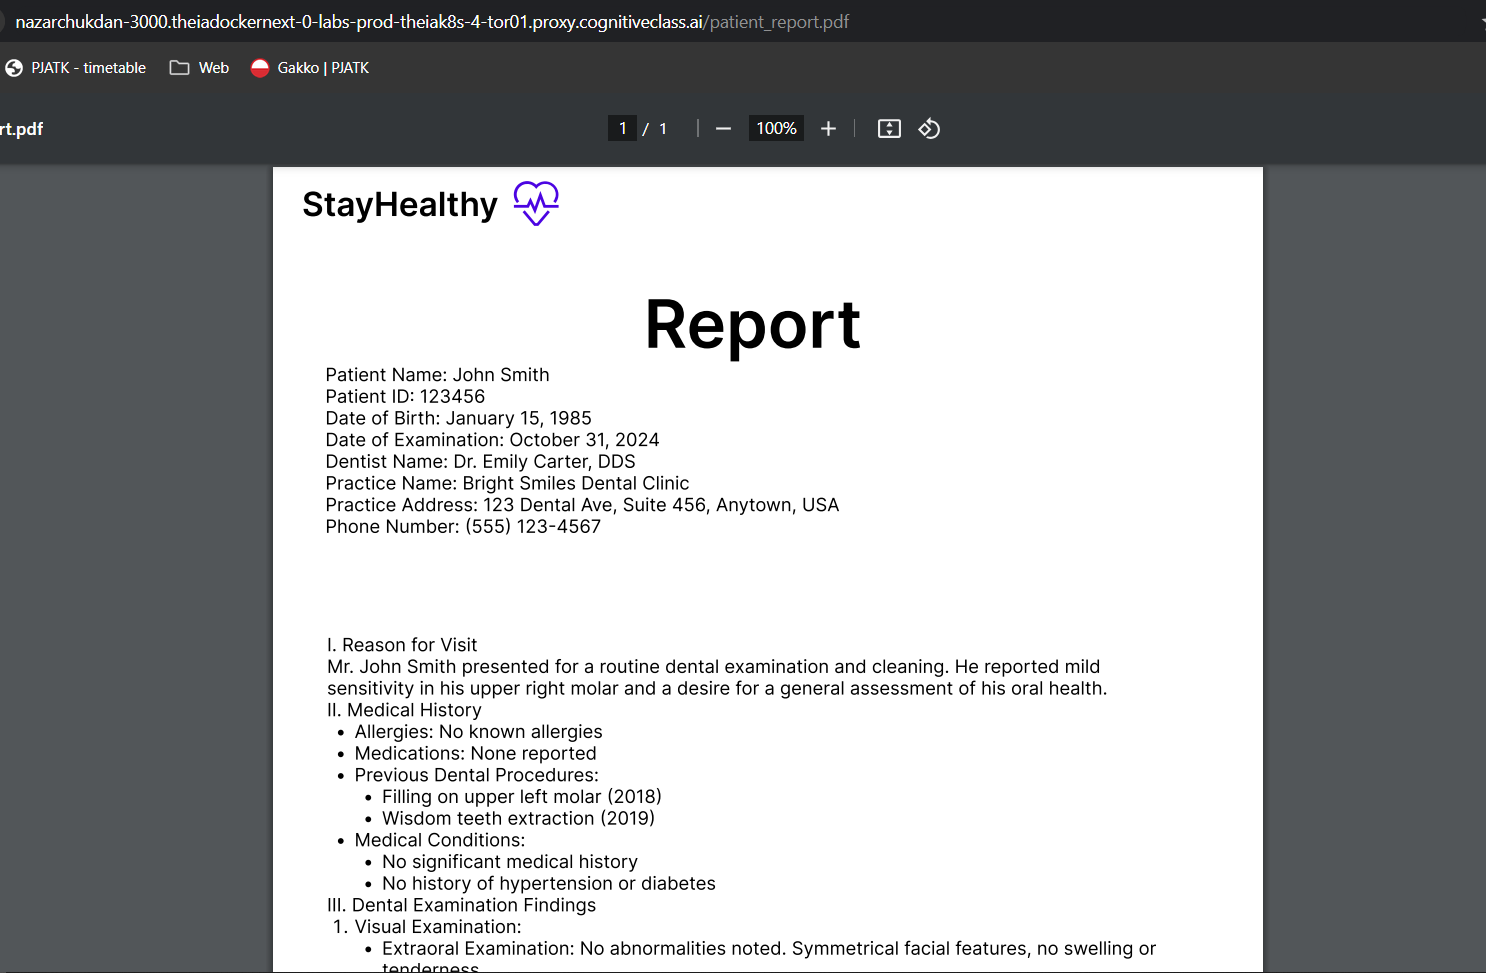 nazarchukdan-3000.theiadockernext-0-labs-prod-theiak8s-4-tor01.proxy.cognitiveclass.ai/patient_report.pdf
PJATK - timetable Web Gakko | PJATK
rt.pdf 1 / 1 100%
StayHealthy
Report
Patient Name: John Smith
Patient ID: 123456
Date of Birth: January 15, 1985
Date of Examination: October 31, 2024
Dentist Name: Dr. Emily Carter, DDS
Practice Name: Bright Smiles Dental Clinic
Practice Address: 123 Dental Ave, Suite 456, Anytown, USA
Phone Number: (555) 123-4567
I. Reason for Visit
Mr. John Smith presented for a routine dental examination and cleaning. He reported mild
sensitivity in his upper right molar and a desire for a general assessment of his oral health.
II. Medical History
• Allergies: No known allergies
• Medications: None reported
• Previous Dental Procedures:
• Filling on upper left molar (2018)
• Wisdom teeth extraction (2019)
• Medical Conditions:
• No significant medical history
• No history of hypertension or diabetes
III. Dental Examination Findings
1. Visual Examination:
• Extraoral Examination: No abnormalities noted. Symmetrical facial features, no swelling or
tenderness